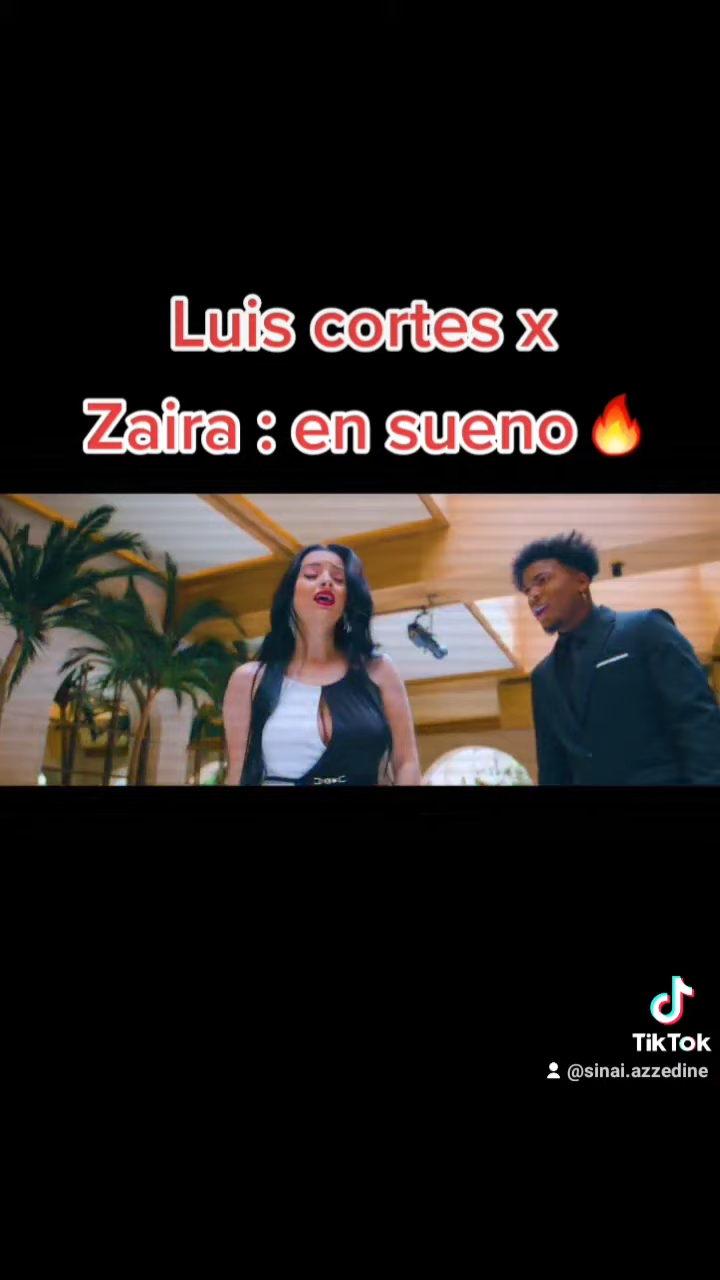 Luis cortes x
Zaira : en sueno 🔥
TikTok
@sinai.azzedine